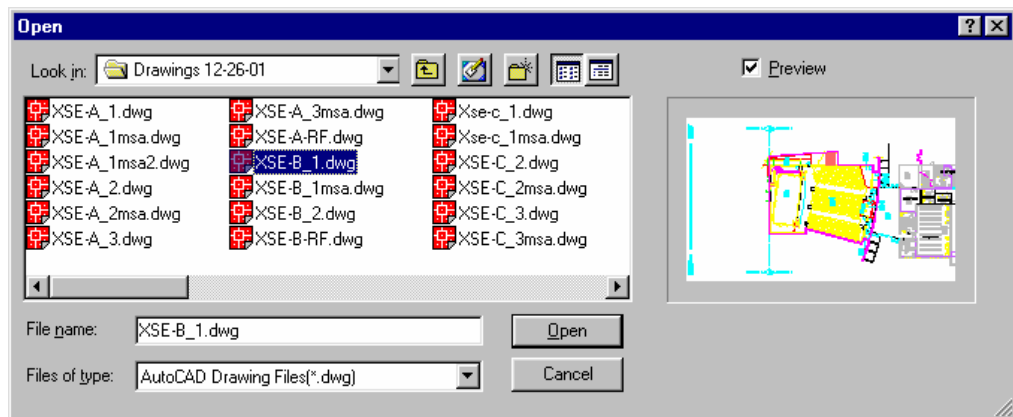 Open
Look in: Drawings 12-26-01
Preview
XSE-A_1.dwg XSE-A_3msa.dwg Xse-c_1.dwg
XSE-A_1msa.dwg XSE-A-RF.dwg Xse-c_1msa.dwg
XSE-A_1msa2.dwg XSE-B_1.dwg XSE-C_2.dwg
XSE-A_2.dwg XSE-B_1msa.dwg XSE-C_2msa.dwg
XSE-A_2msa.dwg XSE-B_2.dwg XSE-C_3.dwg
XSE-A_3.dwg XSE-B-RF.dwg XSE-C_3msa.dwg
File name: XSE-B_1.dwg Open
Files of type: AutoCAD Drawing Files(*.dwg) Cancel